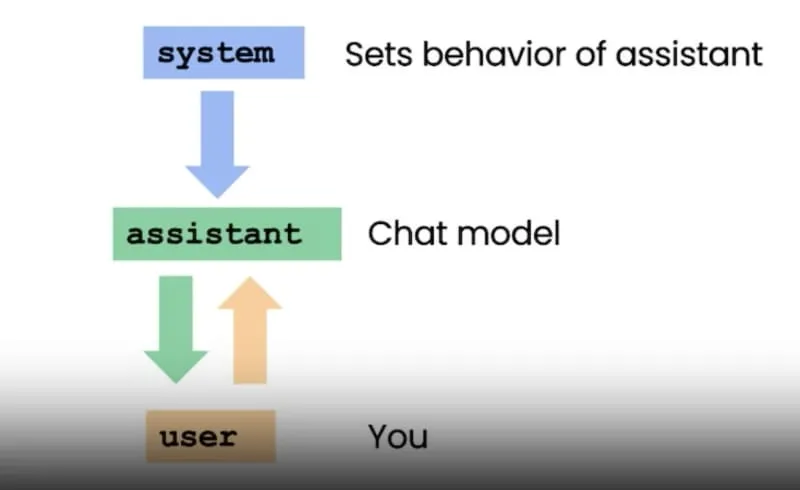 system Sets behavior of assistant
assistant Chat model
user You